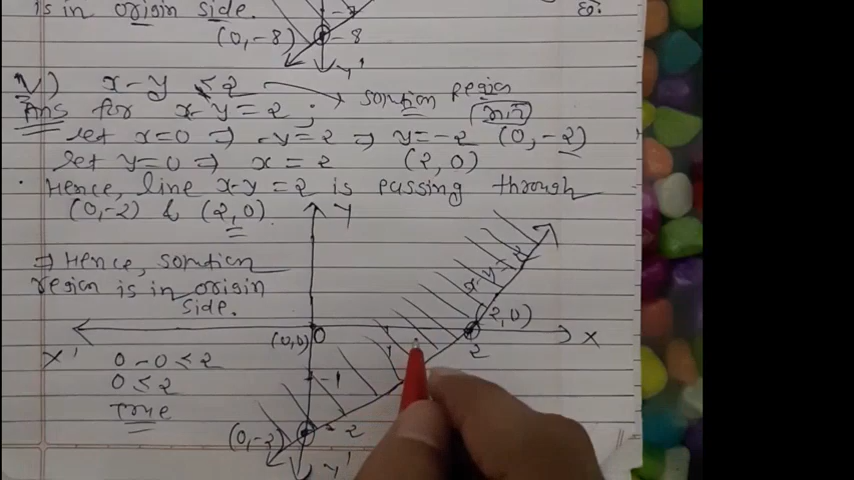 is in origin side.
(0,-8)
-8
Y'
V) x-y ≤ 2 → solution region
Ans for x-y=2;
let x=0 ⇒ -y=2 ⇒ y=-2 (0,-2)
let y=0 ⇒ x=2 (2,0)
Hence, line x-y=2 is passing through
(0,-2) & (2,0).
Y
⇒ Hence, solution
region is in origin
side.
x-y=2
(2,0)
(0,0) O
X
2
X'
0-0≤2
0≤2
True
-1
(0,-2)
-2
Y'